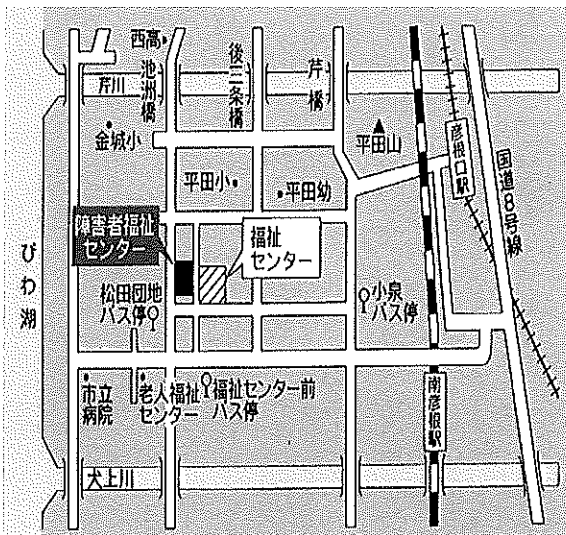 西高
池洲橋
後三条橋
芹橋
芹川
金城小
平田山
彦根口駅
国道8号線
平田小
平田幼
障害者福祉
センター
福祉
センター
びわ湖
松田団地
バス停
小泉
バス停
市立
病院
老人福祉
センター
福祉センター前
バス停
南彦根駅
犬上川